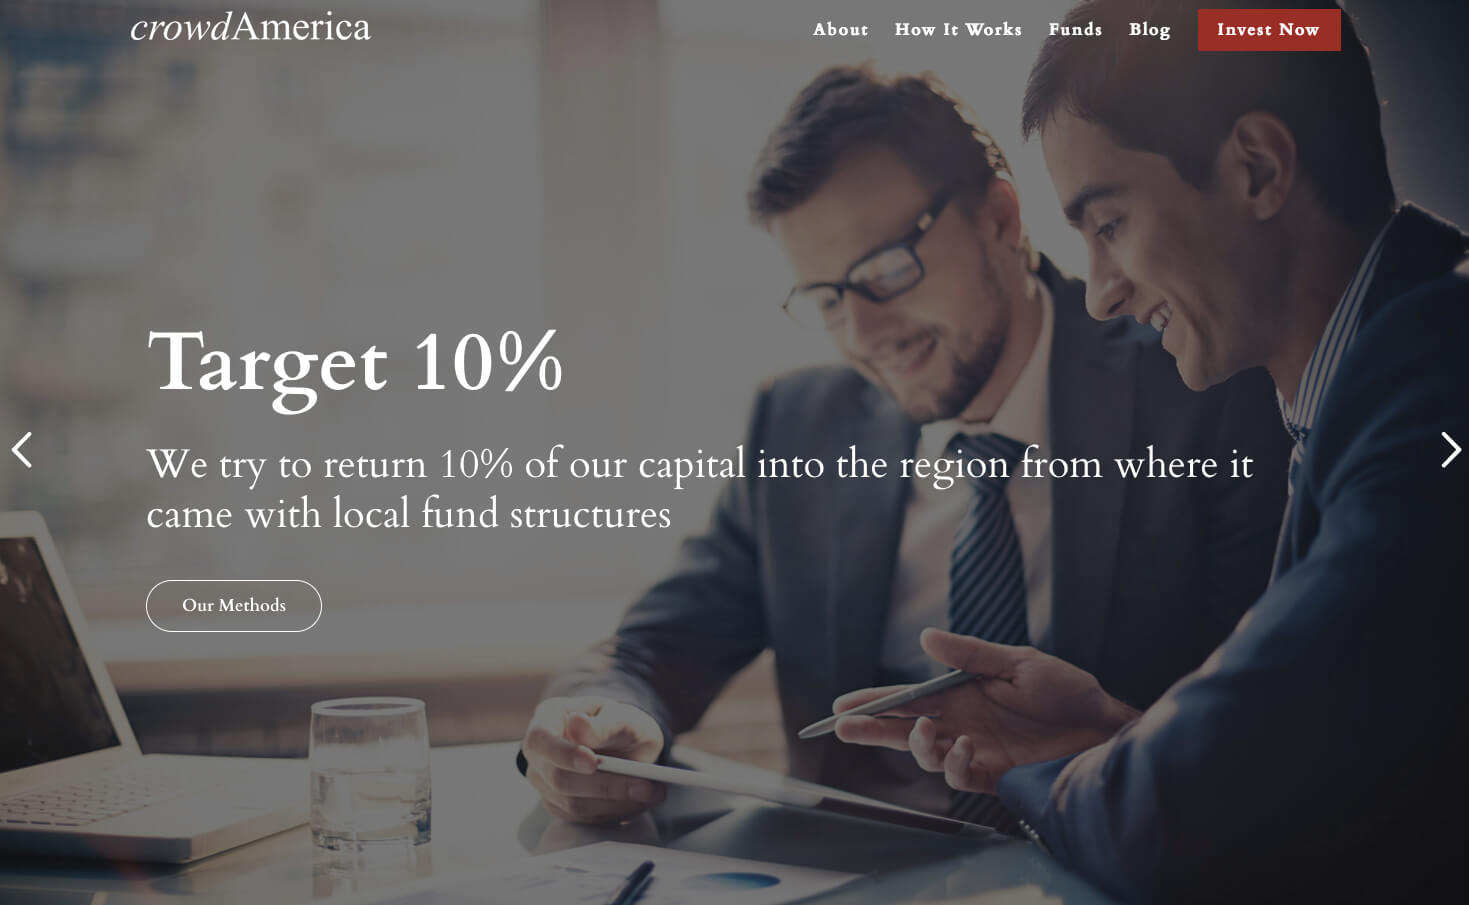 crowdAmerica
About How It Works Funds Blog Invest Now
Target 10%
We try to return 10% of our capital into the region from where it
came with local fund structures
Our Methods